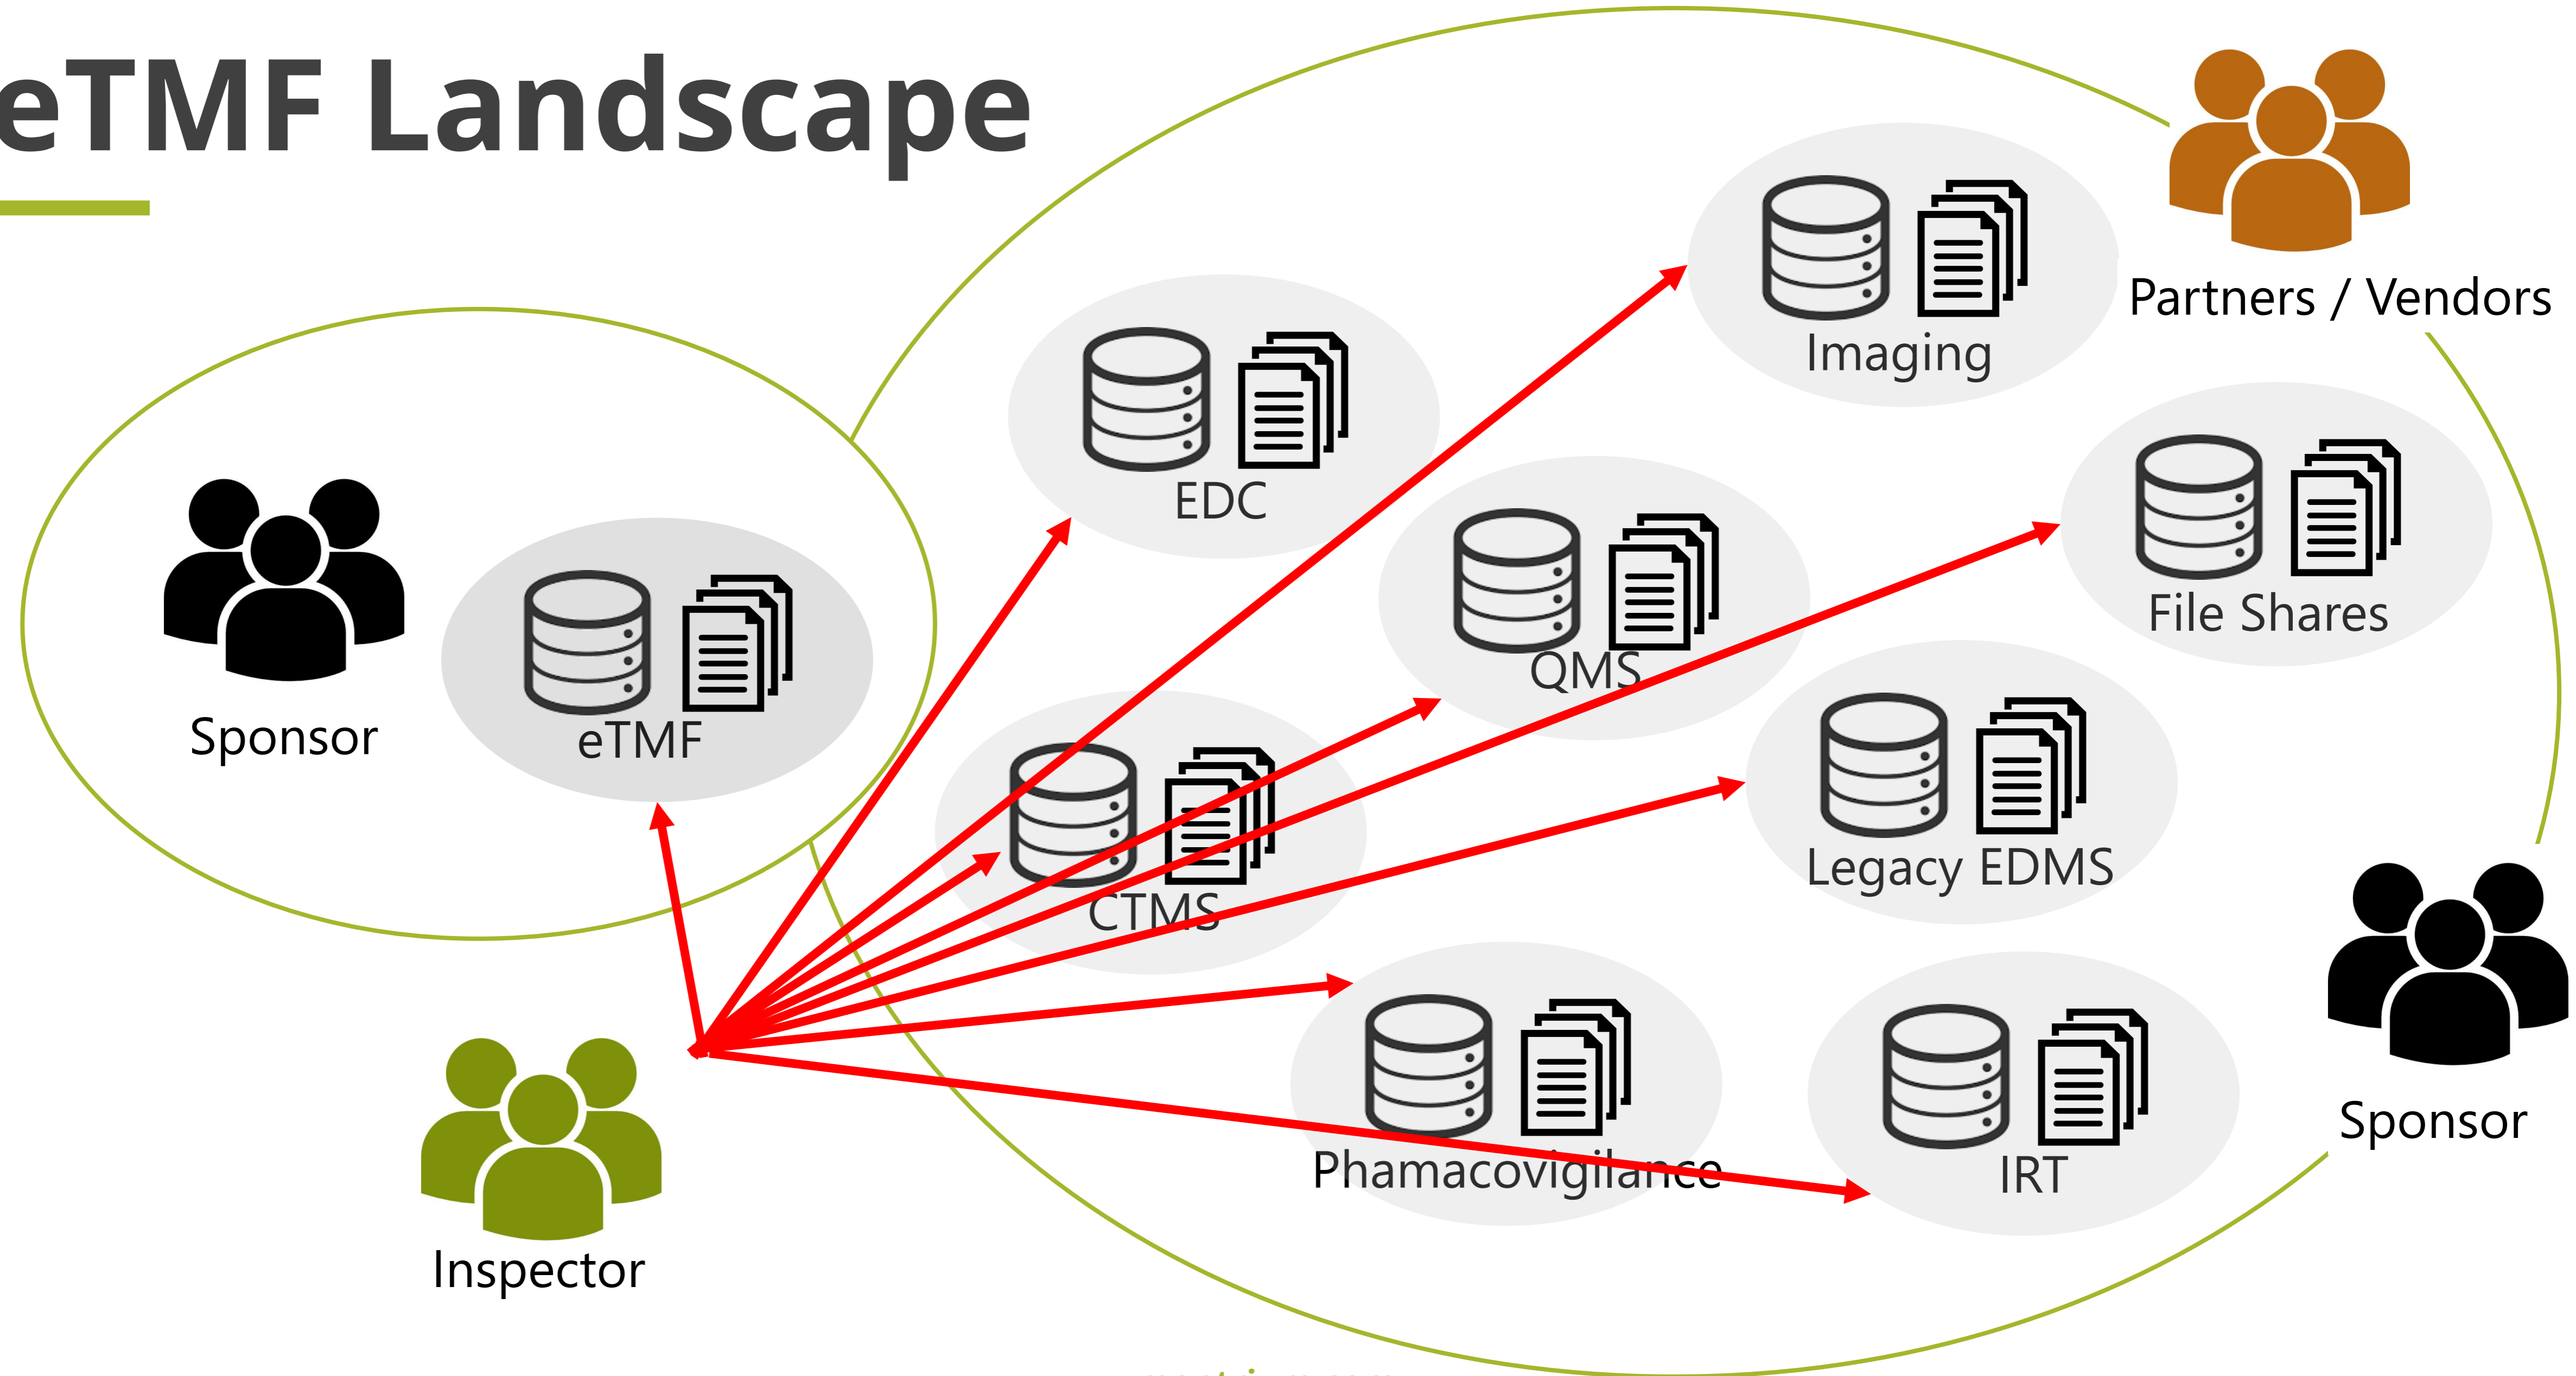 eTMF Landscape
Partners / Vendors
Imaging
EDC
File Shares
QMS
Sponsor
eTMF
Legacy EDMS
CTMS
Sponsor
Phamacovigilance
IRT
Inspector